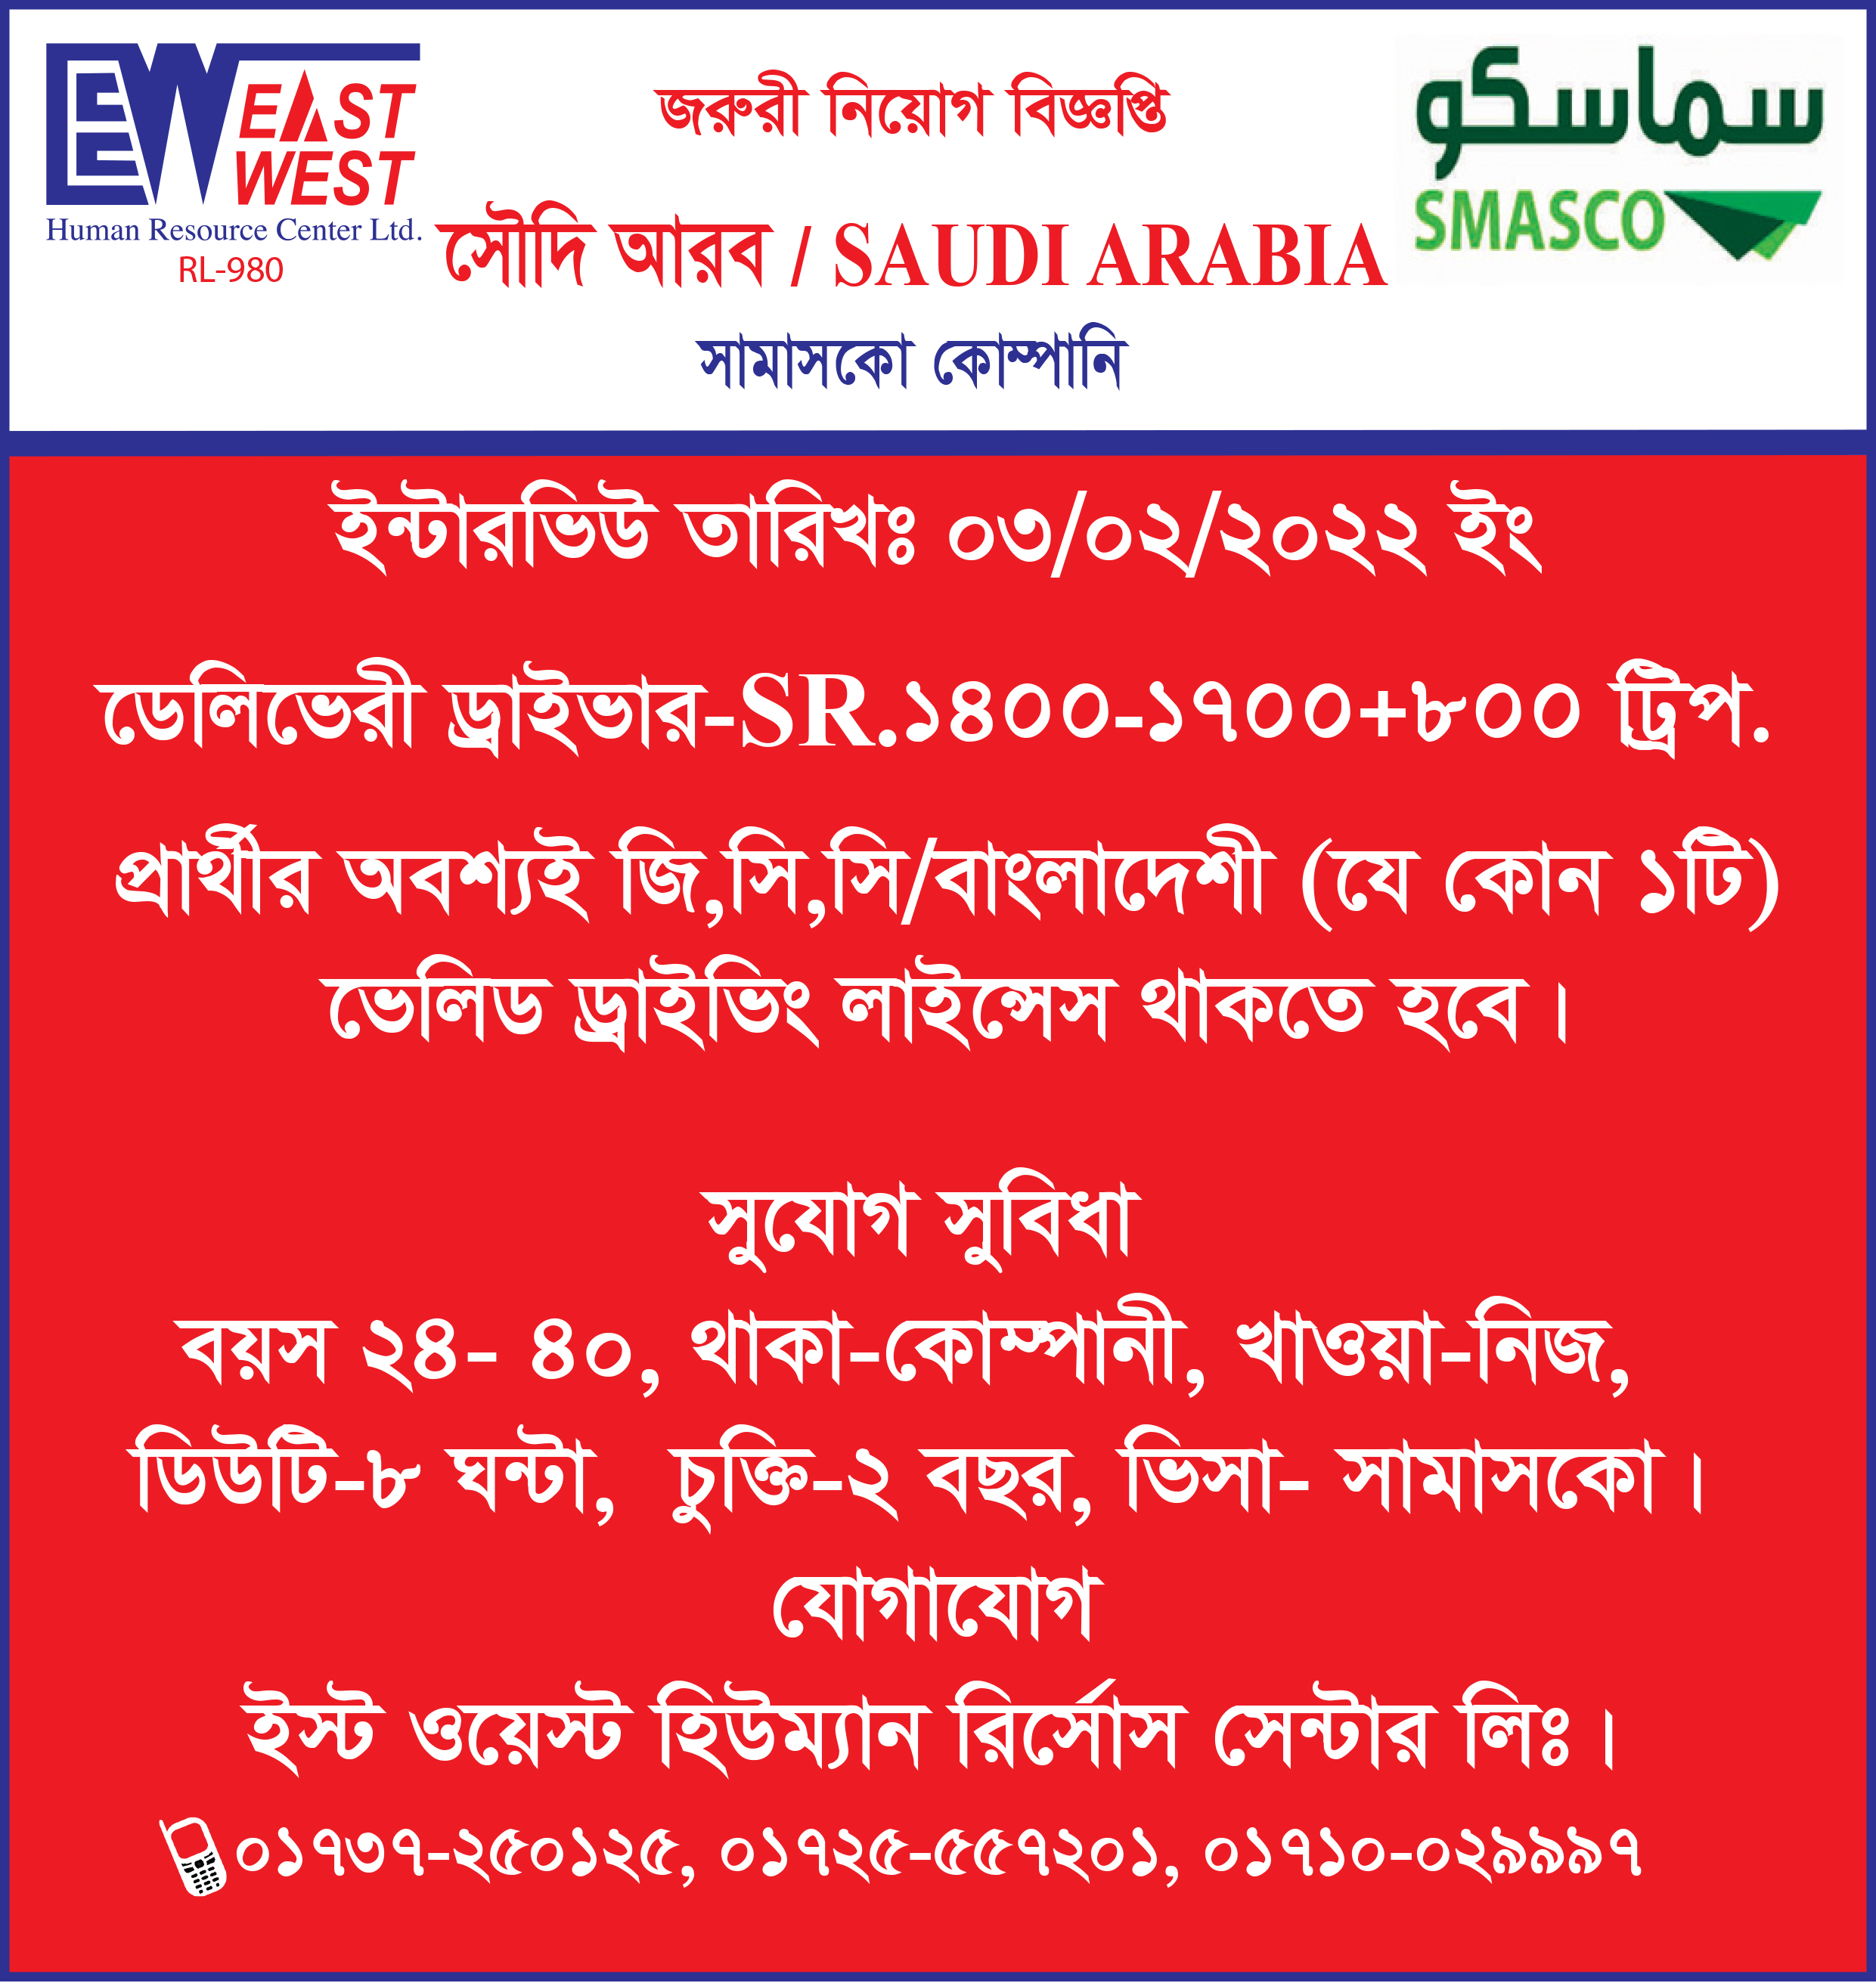 EW EAST WEST
Human Resource Center Ltd.
RL-980
জরুরী নিয়োগ বিজ্ঞপ্তি
سماسكو
SMASCO
সৌদি আরব / SAUDI ARABIA
সামাসকো কোম্পানি
ইন্টারভিউ তারিখঃ ০৩/০২/২০২২ ইং
ডেলিভেরী ড্রাইভার-SR.১৪০০-১৭০০+৮০০ ট্রিপ.
প্রার্থীর অবশ্যই জি,সি,সি/বাংলাদেশী (যে কোন ১টি)
ভেলিড ড্রাইভিং লাইন্সেস থাকতে হবে।
সুযোগ সুবিধা
বয়স ২৪- ৪০, থাকা-কোম্পানী, খাওয়া-নিজ,
ডিউটি-৮ ঘন্টা, চুক্তি-২ বছর, ভিসা- সামাসকো।
যোগাযোগ
ইস্ট ওয়েস্ট হিউম্যান রির্সোস সেন্টার লিঃ।
০১৭৩৭-২৫০১২৫, ০১৭২৫-৫৫৭২০১, ০১৭১০-০২৯৯৯৭